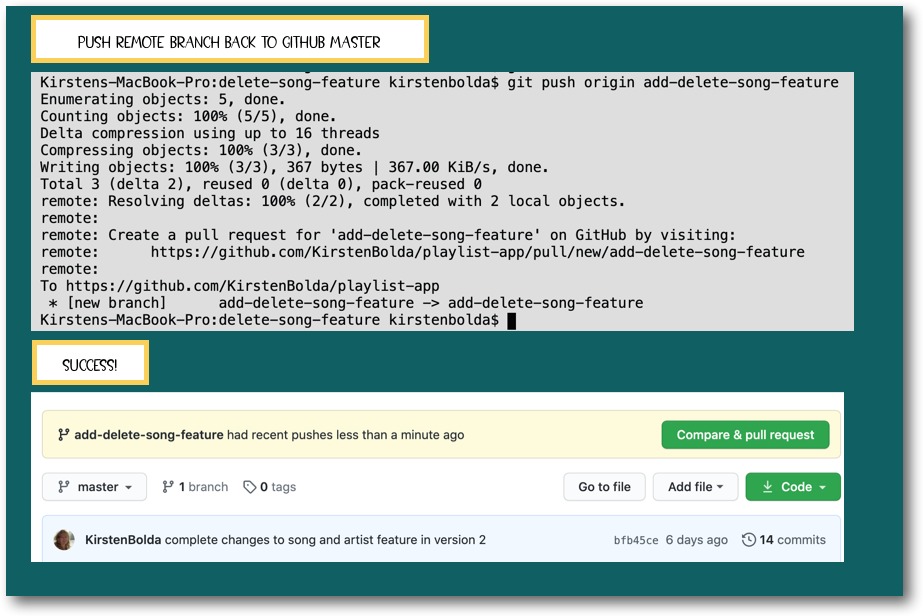 PUSH REMOTE BRANCH BACK TO GITHUB MASTER
Kirstens-MacBook-Pro:delete-song-feature kirstenbolda$ git push origin add-delete-song-feature
Enumerating objects: 5, done.
Counting objects: 100% (5/5), done.
Delta compression using up to 16 threads
Compressing objects: 100% (3/3), done.
Writing objects: 100% (3/3), 367 bytes | 367.00 KiB/s, done.
Total 3 (delta 2), reused 0 (delta 0), pack-reused 0
remote: Resolving deltas: 100% (2/2), completed with 2 local objects.
remote:
remote: Create a pull request for 'add-delete-song-feature' on GitHub by visiting:
remote:      https://github.com/KirstenBolda/playlist-app/pull/new/add-delete-song-feature
remote:
To https://github.com/KirstenBolda/playlist-app
 * [new branch]      add-delete-song-feature -> add-delete-song-feature
Kirstens-MacBook-Pro:delete-song-feature kirstenbolda$
SUCCESS!
add-delete-song-feature had recent pushes less than a minute ago Compare & pull request
master 1 branch 0 tags Go to file Add file Code
KirstenBolda complete changes to song and artist feature in version 2 bfb45ce 6 days ago 14 commits